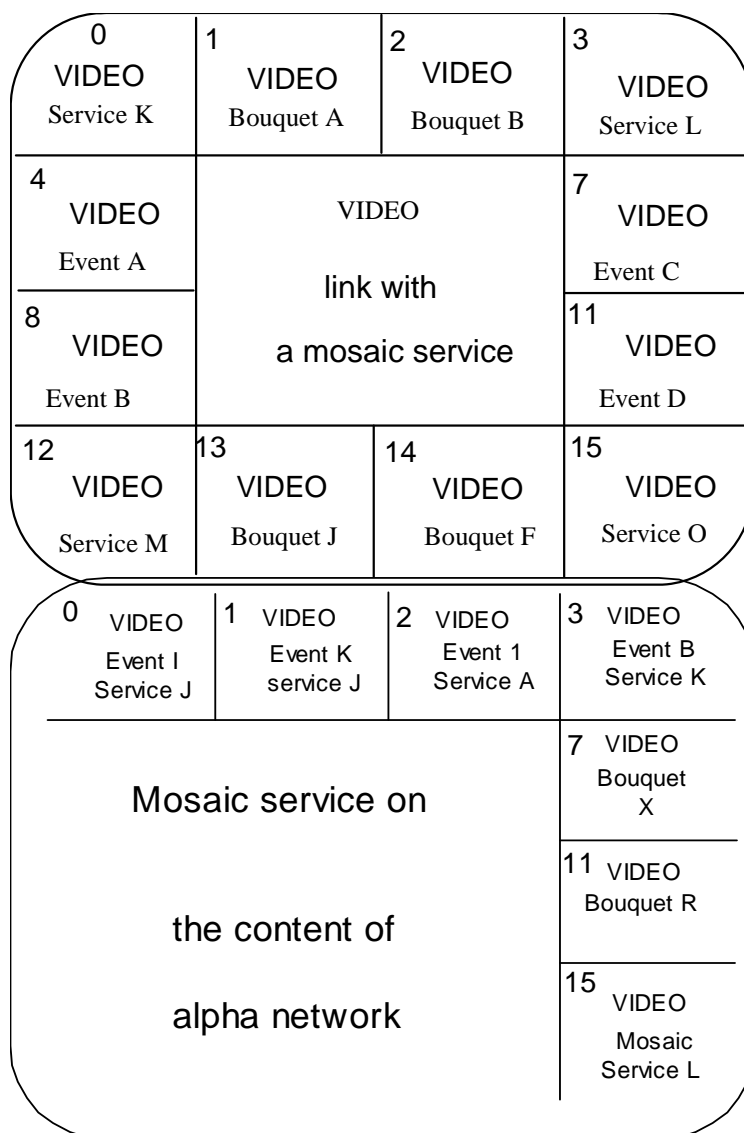 0
VIDEO
Service K
1
VIDEO
Bouquet A
2
VIDEO
Bouquet B
3
VIDEO
Service L
4
VIDEO
Event A
VIDEO
link with
a mosaic service
7
VIDEO
Event C
8
VIDEO
Event B
11
VIDEO
Event D
12
VIDEO
Service M
13
VIDEO
Bouquet J
14
VIDEO
Bouquet F
15
VIDEO
Service O
0
VIDEO
Event I
Service J
1
VIDEO
Event K
service J
2
VIDEO
Event 1
Service A
3
VIDEO
Event B
Service K
Mosaic service on
the content of
alpha network
7
VIDEO
Bouquet
X
11
VIDEO
Bouquet R
15
VIDEO
Mosaic
Service L